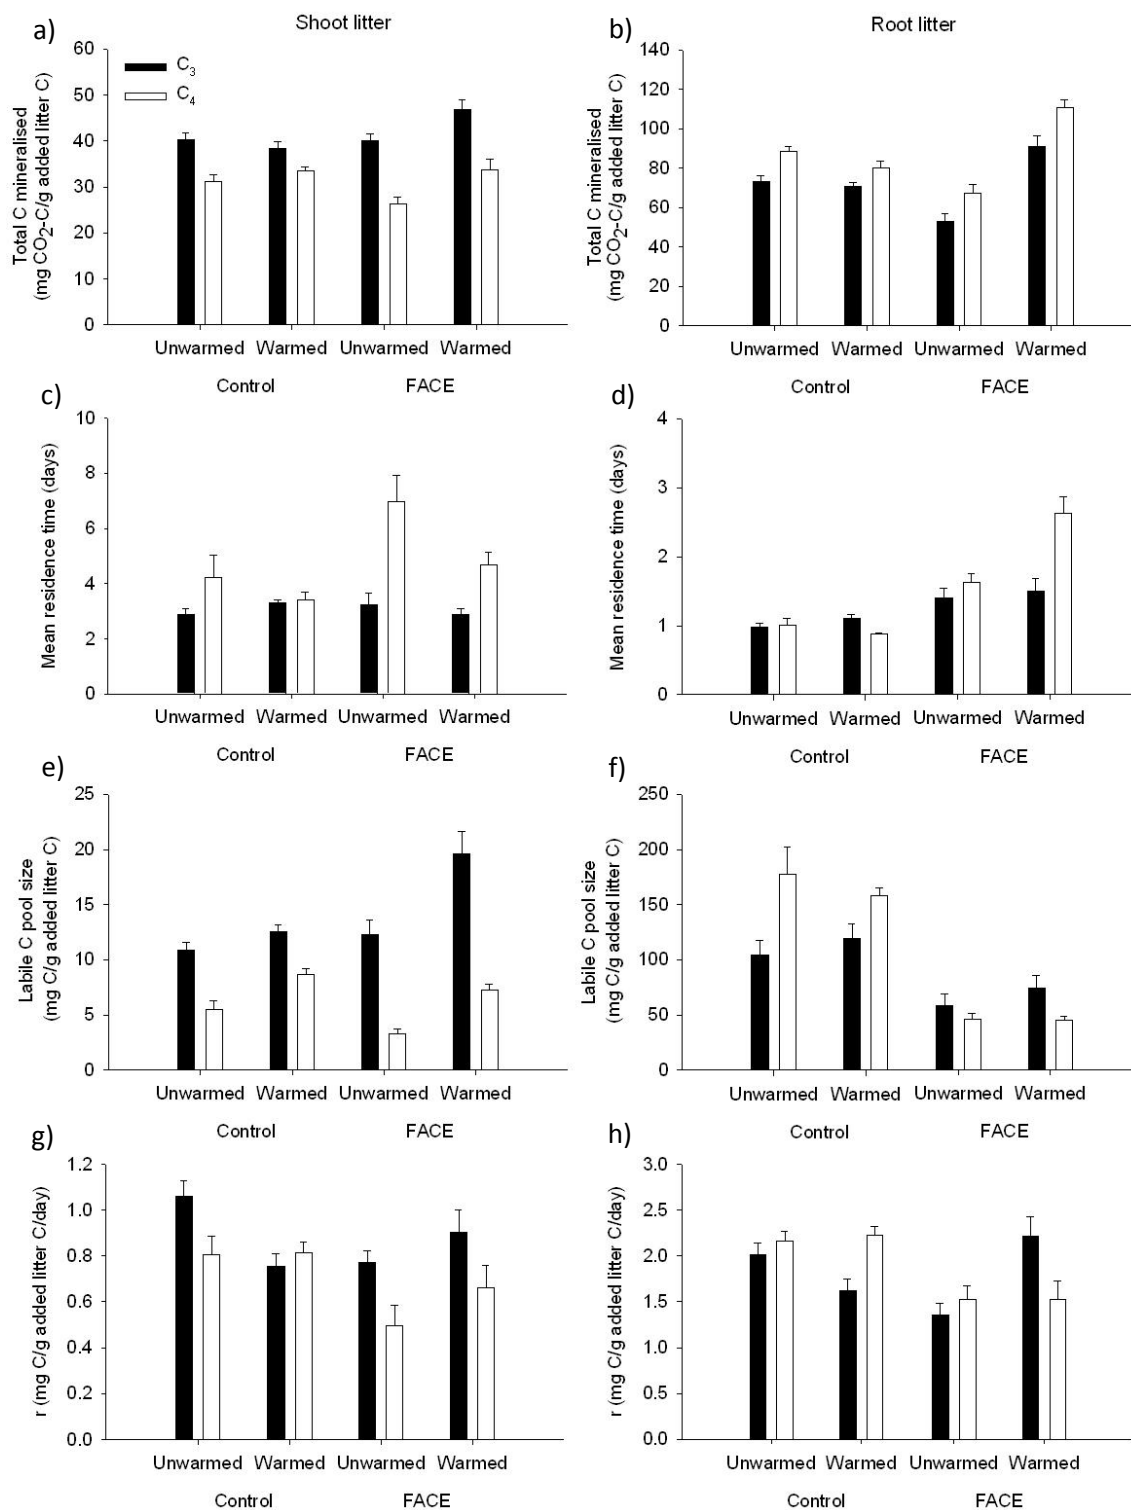 a)
Shoot litter
b)
Root litter
Total C mineralised
(mg CO2-C/g added litter C)
60
50
40
30
20
10
0
C3
C4
Unwarmed Warmed Unwarmed Warmed
Control FACE
Total C mineralised
(mg CO2-C/g added litter C)
140
120
100
80
60
40
20
0
Unwarmed Warmed Unwarmed Warmed
Control FACE
c)
Mean residence time (days)
10
8
6
4
2
0
Unwarmed Warmed Unwarmed Warmed
Control FACE
d)
Mean residence time (days)
4
3
2
1
0
Unwarmed Warmed Unwarmed Warmed
Control FACE
e)
Labile C pool size
(mg C/g added litter C)
25
20
15
10
5
0
Unwarmed Warmed Unwarmed Warmed
Control FACE
f)
Labile C pool size
(mg C/g added litter C)
250
200
150
100
50
0
Unwarmed Warmed Unwarmed Warmed
Control FACE
g)
r (mg C/g added litter C/day)
1.2
1.0
0.8
0.6
0.4
0.2
0.0
Unwarmed Warmed Unwarmed Warmed
Control FACE
h)
r (mg C/g added litter C/day)
3.0
2.5
2.0
1.5
1.0
0.5
0.0
Unwarmed Warmed Unwarmed Warmed
Control FACE